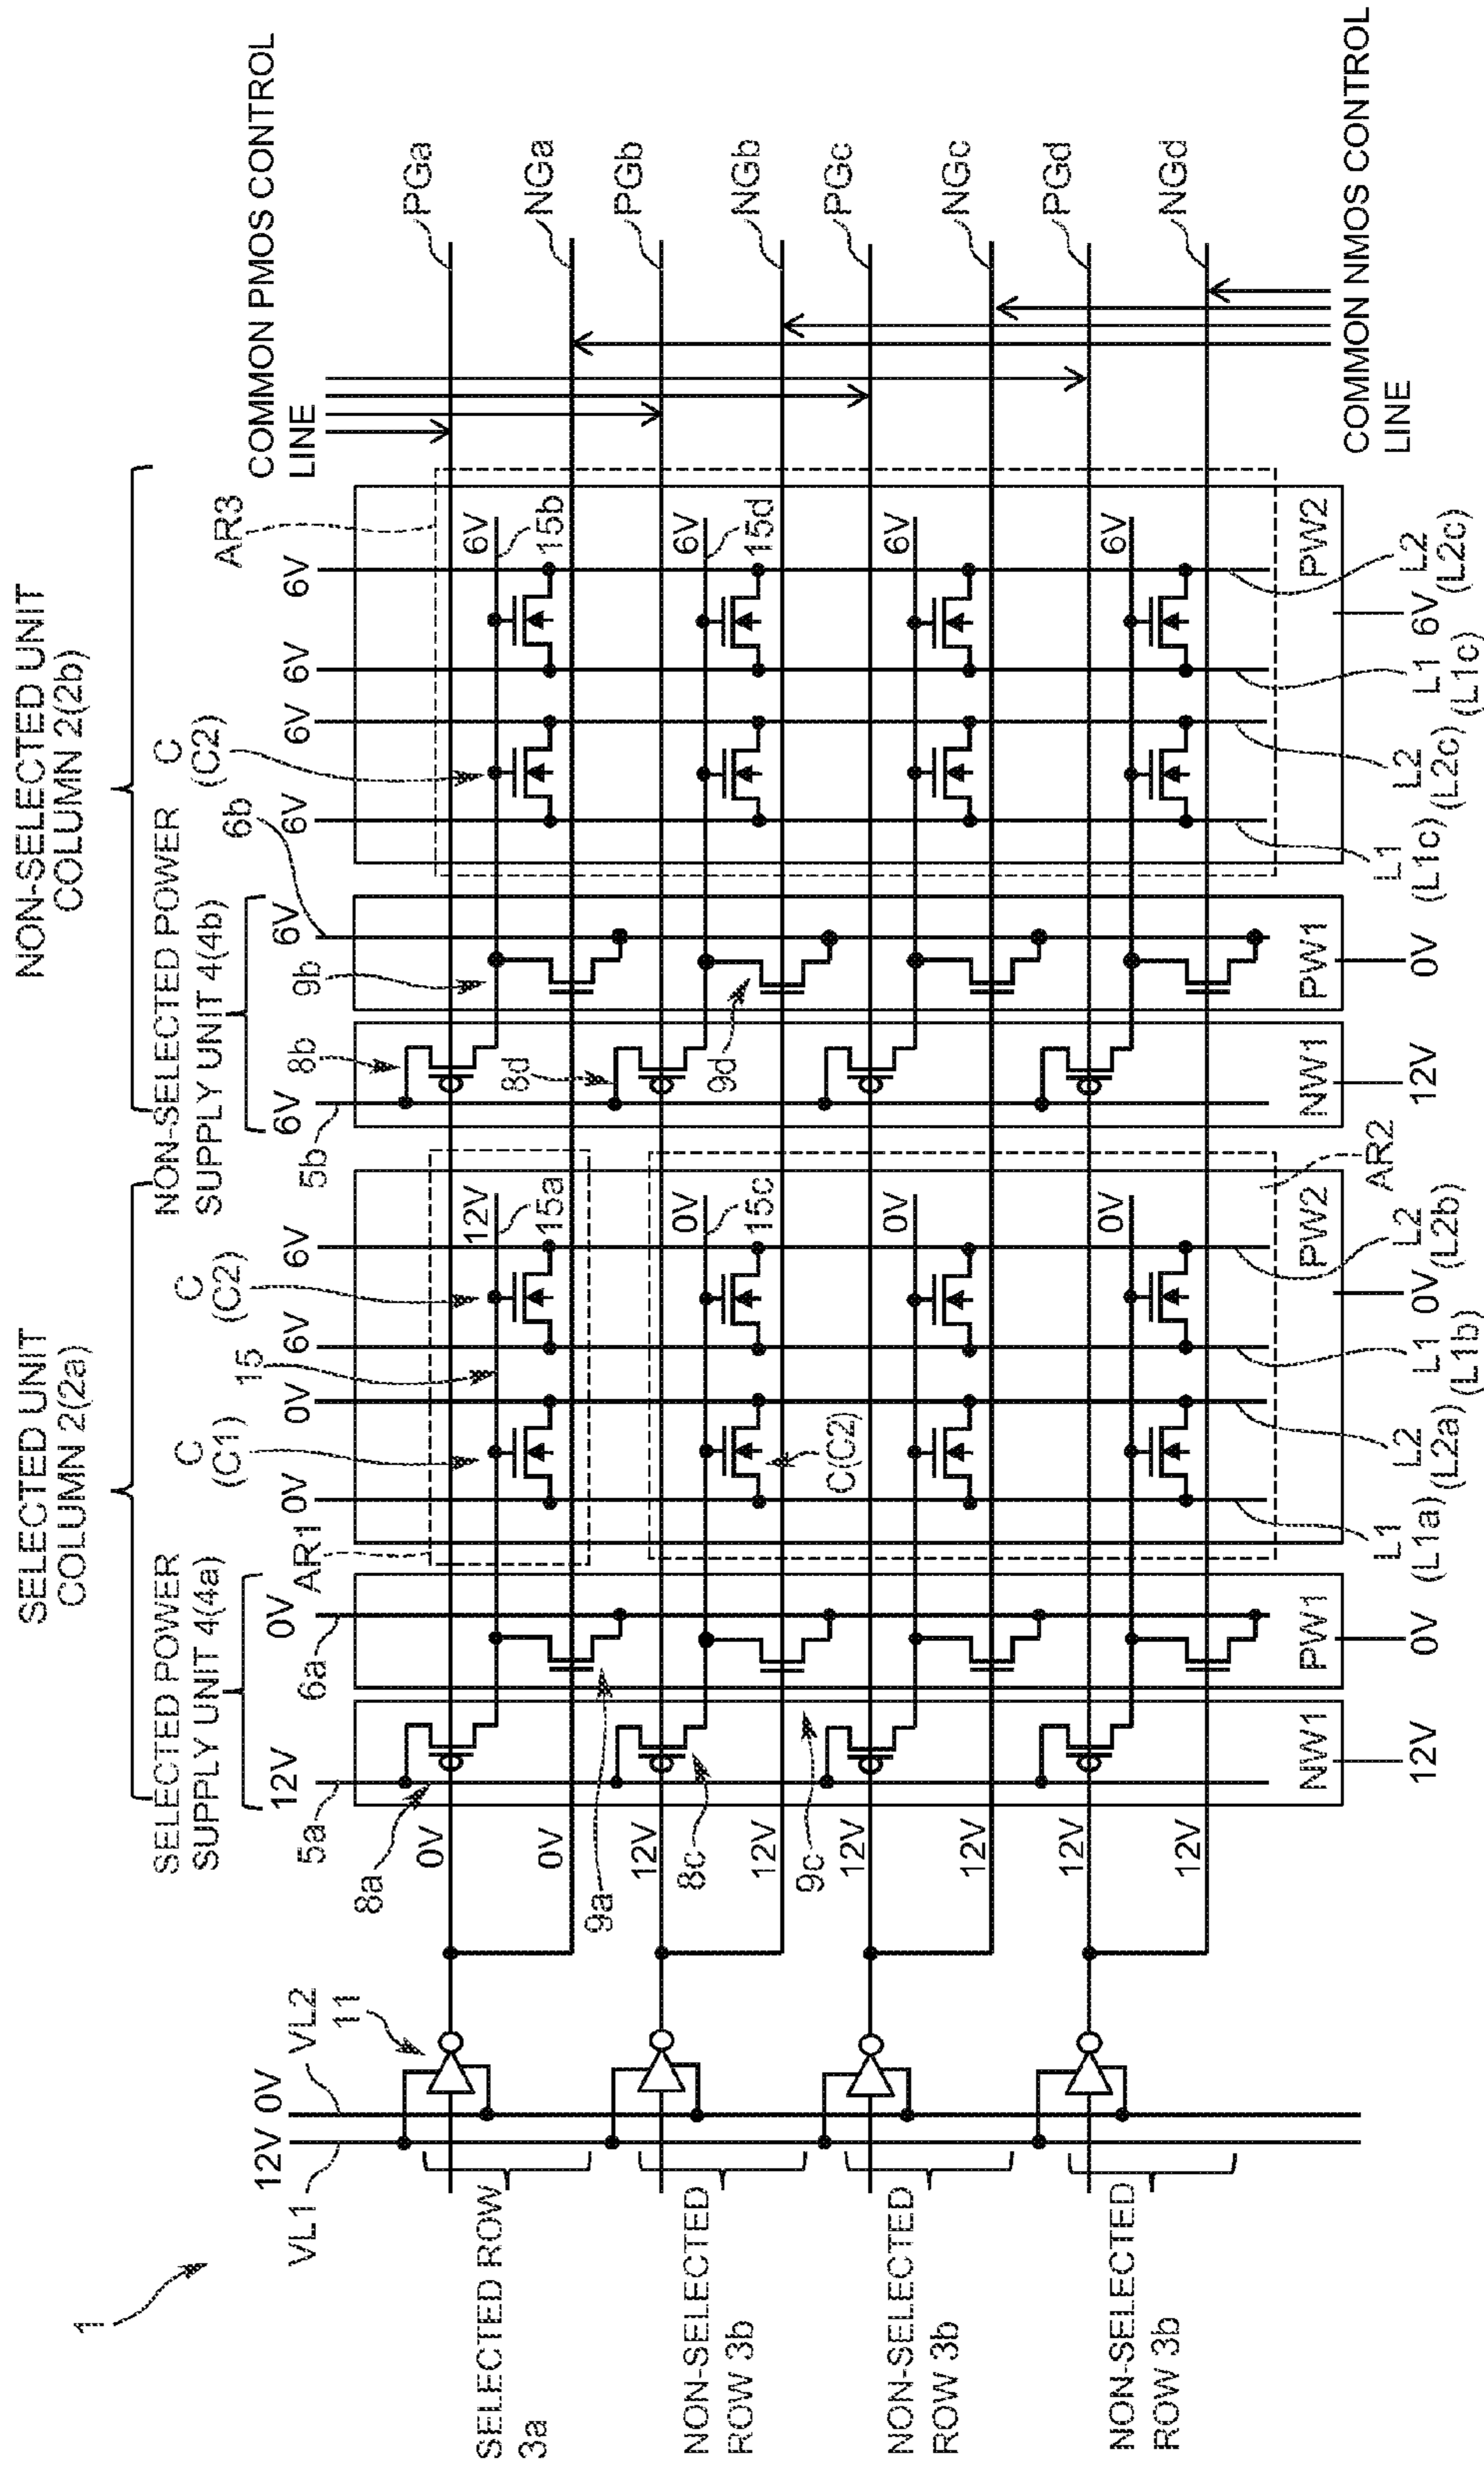 1
SELECTED UNIT
COLUMN 2(2a)
NON-SELECTED UNIT
COLUMN 2(2b)
SELECTED POWER
SUPPLY UNIT 4(4a)
NON-SELECTED POWER
SUPPLY UNIT 4(4b)
COMMON PMOS CONTROL
LINE
12V 0V
VL1
VL2
11
12V
5a
8a
0V
6a
AR1
0V
C
(C1)
0V
15
6V
C
(C2)
6V
6V
5b
8b
6V
6b
9b
6V
C
(C2)
6V
6V
6V
AR3
SELECTED ROW
3a
0V
0V
9a
12V
15a
6V
15b
PGa
NGa
NON-SELECTED
ROW 3b
12V
12V
8c
C(C2)
0V
15c
8d
9d
6V
15d
PGb
NGb
NON-SELECTED
ROW 3b
9c
12V
12V
0V
6V
PGc
NGc
NON-SELECTED
ROW 3b
12V
12V
0V
6V
PGd
NGd
NW1
PW1
PW2
AR2
NW1
PW1
PW2
12V
0V
L1
(L1a)
L2
(L2a)
L1
(L1b)
0V
L2
(L2b)
12V
0V
L1
(L1c)
L2
(L2c)
L1
(L1c)
6V
L2
(L2c)
COMMON NMOS CONTROL
LINE